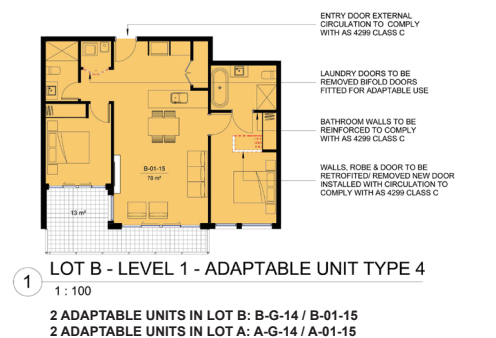 ENTRY DOOR EXTERNAL
CIRCULATION TO COMPLY
WITH AS 4299 CLASS C
LAUNDRY DOORS TO BE
REMOVED BIFOLD DOORS
FITTED FOR ADAPTABLE USE
BATHROOM WALLS TO BE
REINFORCED TO COMPLY
WITH AS 4299 CLASS C
B-01-15
78 m²
WALLS, ROBE & DOOR TO BE
RETROFITTED/ REMOVED NEW DOOR
INSTALLED WITH CIRCULATION TO
COMPLY WITH AS 4299 CLASS C
13 m²
1
LOT B - LEVEL 1 - ADAPTABLE UNIT TYPE 4
1 : 100
2 ADAPTABLE UNITS IN LOT B: B-G-14 / B-01-15
2 ADAPTABLE UNITS IN LOT A: A-G-14 / A-01-15